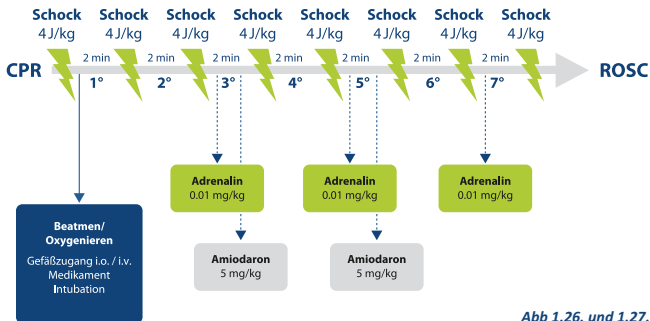 Schock Schock Schock Schock Schock Schock Schock Schock
4 J/kg 4 J/kg 4 J/kg 4 J/kg 4 J/kg 4 J/kg 4 J/kg 4 J/kg
2 min 2 min 2 min 2 min 2 min 2 min 2 min
CPR ROSC
1° 2° 3° 4° 5° 6° 7°
Adrenalin Adrenalin Adrenalin
0.01 mg/kg 0.01 mg/kg 0.01 mg/kg
Beatmen/
Oxygenieren
Gefäßzugang i.o. / i.v.
Medikament
Intubation
Amiodaron Amiodaron
5 mg/kg 5 mg/kg
Abb 1.26. und 1.27.